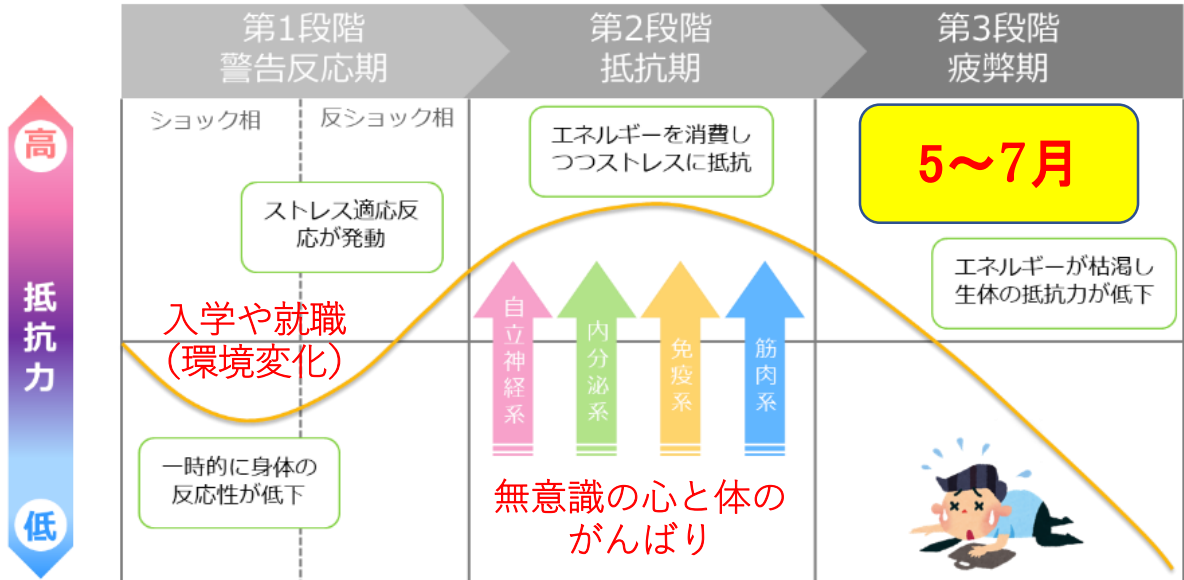 第1段階
警告反応期
第2段階
抵抗期
第3段階
疲弊期
高
抵抗力
低
ショック相
反ショック相
ストレス適応反
応が発動
入学や就職
（環境変化）
一時的に身体の
反応性が低下
エネルギーを消費し
つつストレスに抵抗
自立神経系
内分泌系
免疫系
筋肉系
無意識の心と体の
がんばり
5～7月
エネルギーが枯渇し
生体の抵抗力が低下